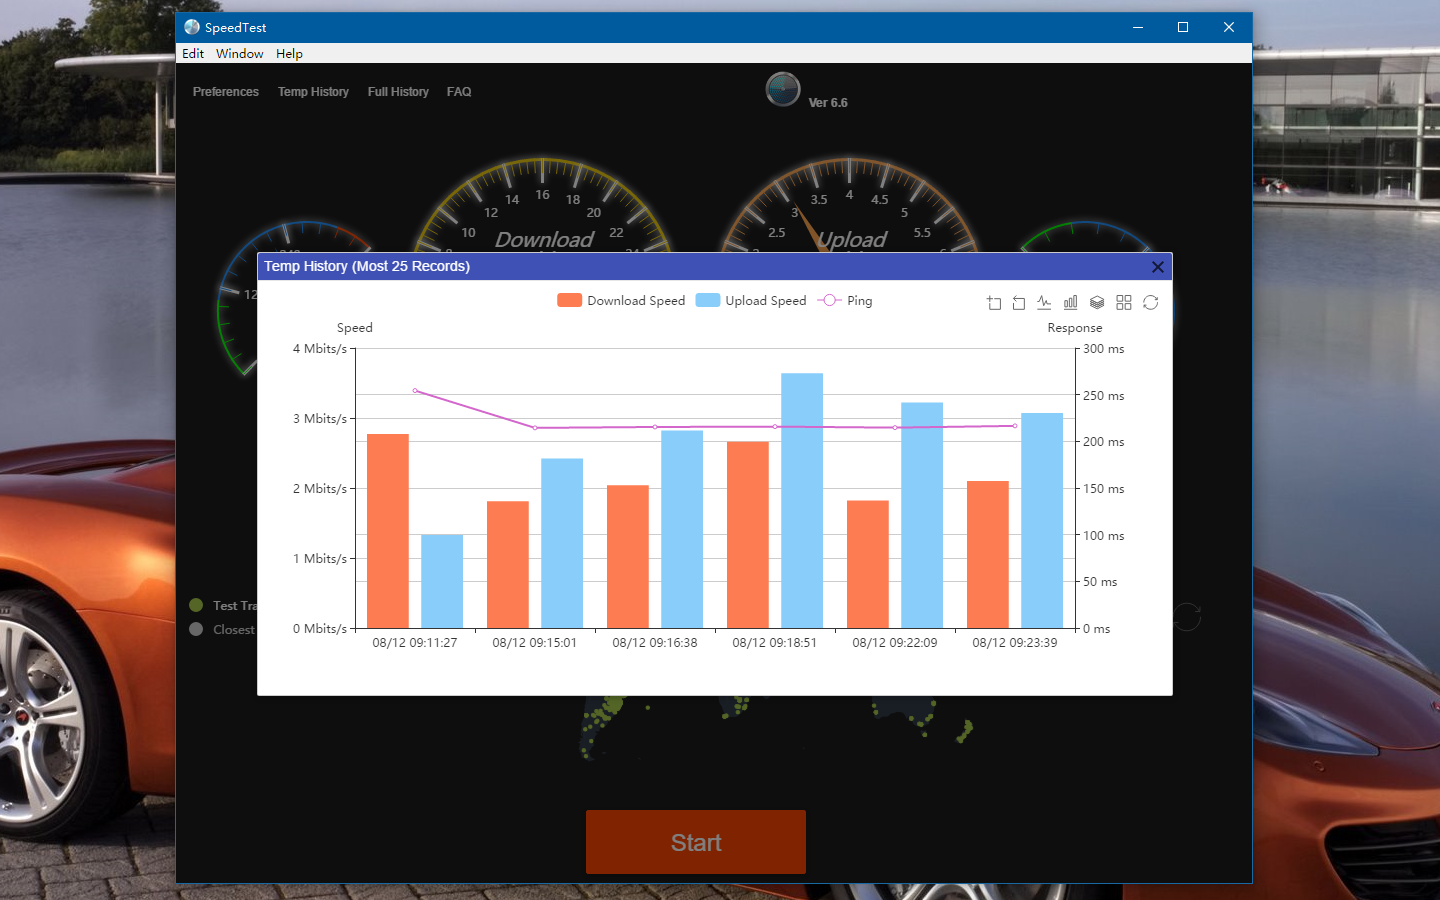 SpeedTest
Edit Window Help
Preferences Temp History Full History FAQ
Ver 6.6
10 12 14 16 18 20 22
Download
2.5 3 3.5 4 4.5 5 5.5
Upload
Temp History (Most 25 Records)
Download Speed Upload Speed Ping
Speed Response
4 Mbits/s 300 ms
250 ms
3 Mbits/s
200 ms
2 Mbits/s 150 ms
1 Mbits/s 100 ms
50 ms
0 Mbits/s 0 ms
08/12 09:11:27 08/12 09:15:01 08/12 09:16:38 08/12 09:18:51 08/12 09:22:09 08/12 09:23:39
Test Tra
Closest
Start